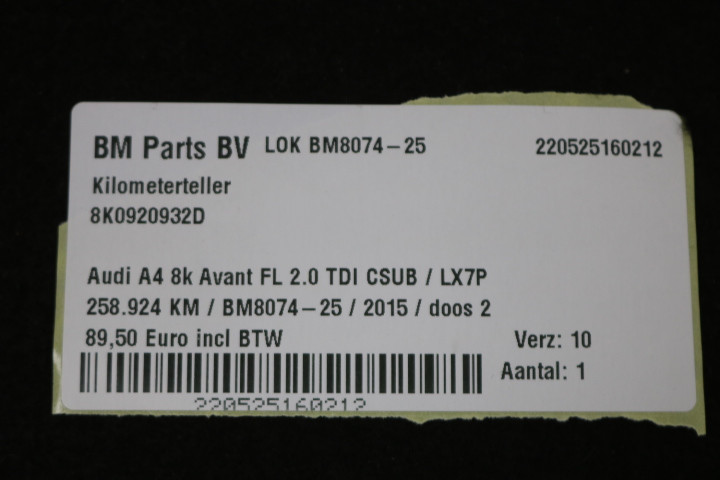 BM Parts BV LOK BM8074-25 220525160212
Kilometerteller
8K0920932D
Audi A4 8k Avant FL 2.0 TDI CSUB / LX7P
258.924 KM / BM8074-25 / 2015 / doos 2
89,50 Euro incl BTW Verz: 10
Aantal: 1
220525160212